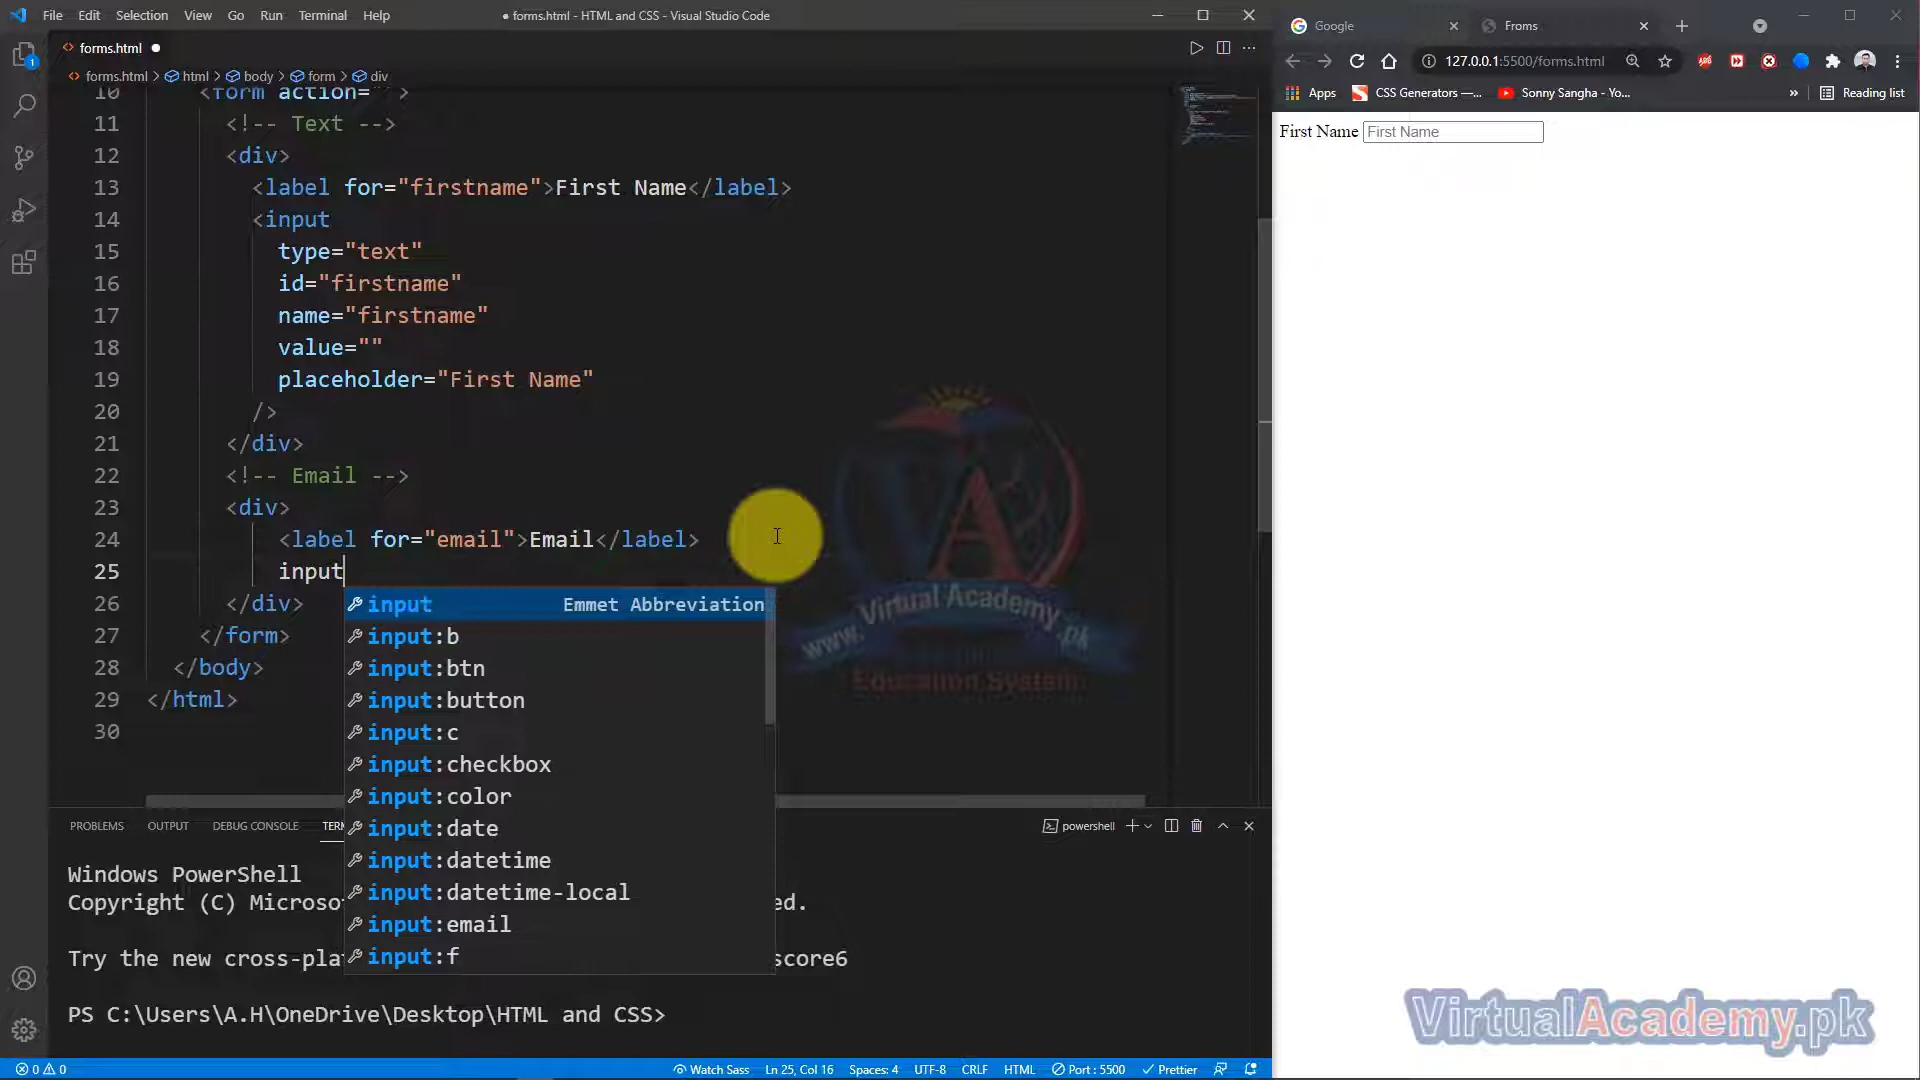 File Edit Selection View Go Run Terminal Help
● forms.html - HTML and CSS - Visual Studio Code
forms.html
forms.html > html > body > form > div
10 <form action="">
11 <!-- Text -->
12 <div>
13 <label for="firstname">First Name</label>
14 <input
15 type="text"
16 id="firstname"
17 name="firstname"
18 value=""
19 placeholder="First Name"
20 />
21 </div>
22 <!-- Email -->
23 <div>
24 <label for="email">Email</label>
25 input
26 </div>
27 </form>
28 </body>
29 </html>
30
input Emmet Abbreviation
input:b
input:btn
input:button
input:c
input:checkbox
input:color
input:date
input:datetime
input:datetime-local
input:email
input:f
VA
www.VirtualAcademy.pk
Education System
PROBLEMS OUTPUT DEBUG CONSOLE TERM
powershell
Windows PowerShell
Copyright (C) Microso ed.
Try the new cross-pla score6
PS C:\Users\A.H\OneDrive\Desktop\HTML and CSS>
0 0
Watch Sass Ln 25, Col 16 Spaces: 4 UTF-8 CRLF HTML Port : 5500 Prettier
Google
Froms
127.0.0.1:5500/forms.html
Apps CSS Generators —... Sonny Sangha - Yo... » Reading list
First Name First Name
VirtualAcademy.pk